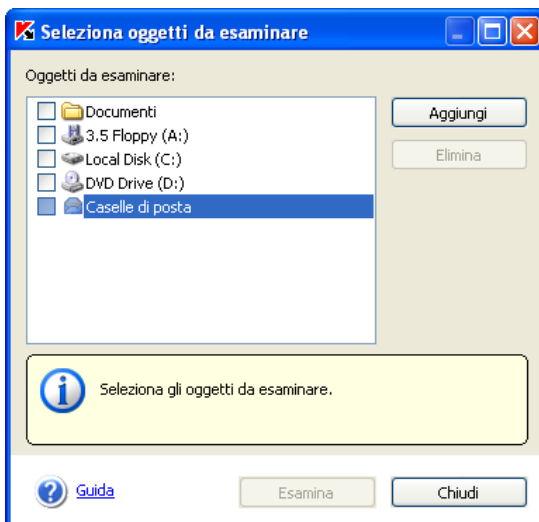 Seleziona oggetti da esaminare
Oggetti da esaminare:
Documenti
3.5 Floppy (A:)
Local Disk (C:)
DVD Drive (D:)
Caselle di posta
Aggiungi
Elimina
Seleziona gli oggetti da esaminare.
Guida
Esamina
Chiudi